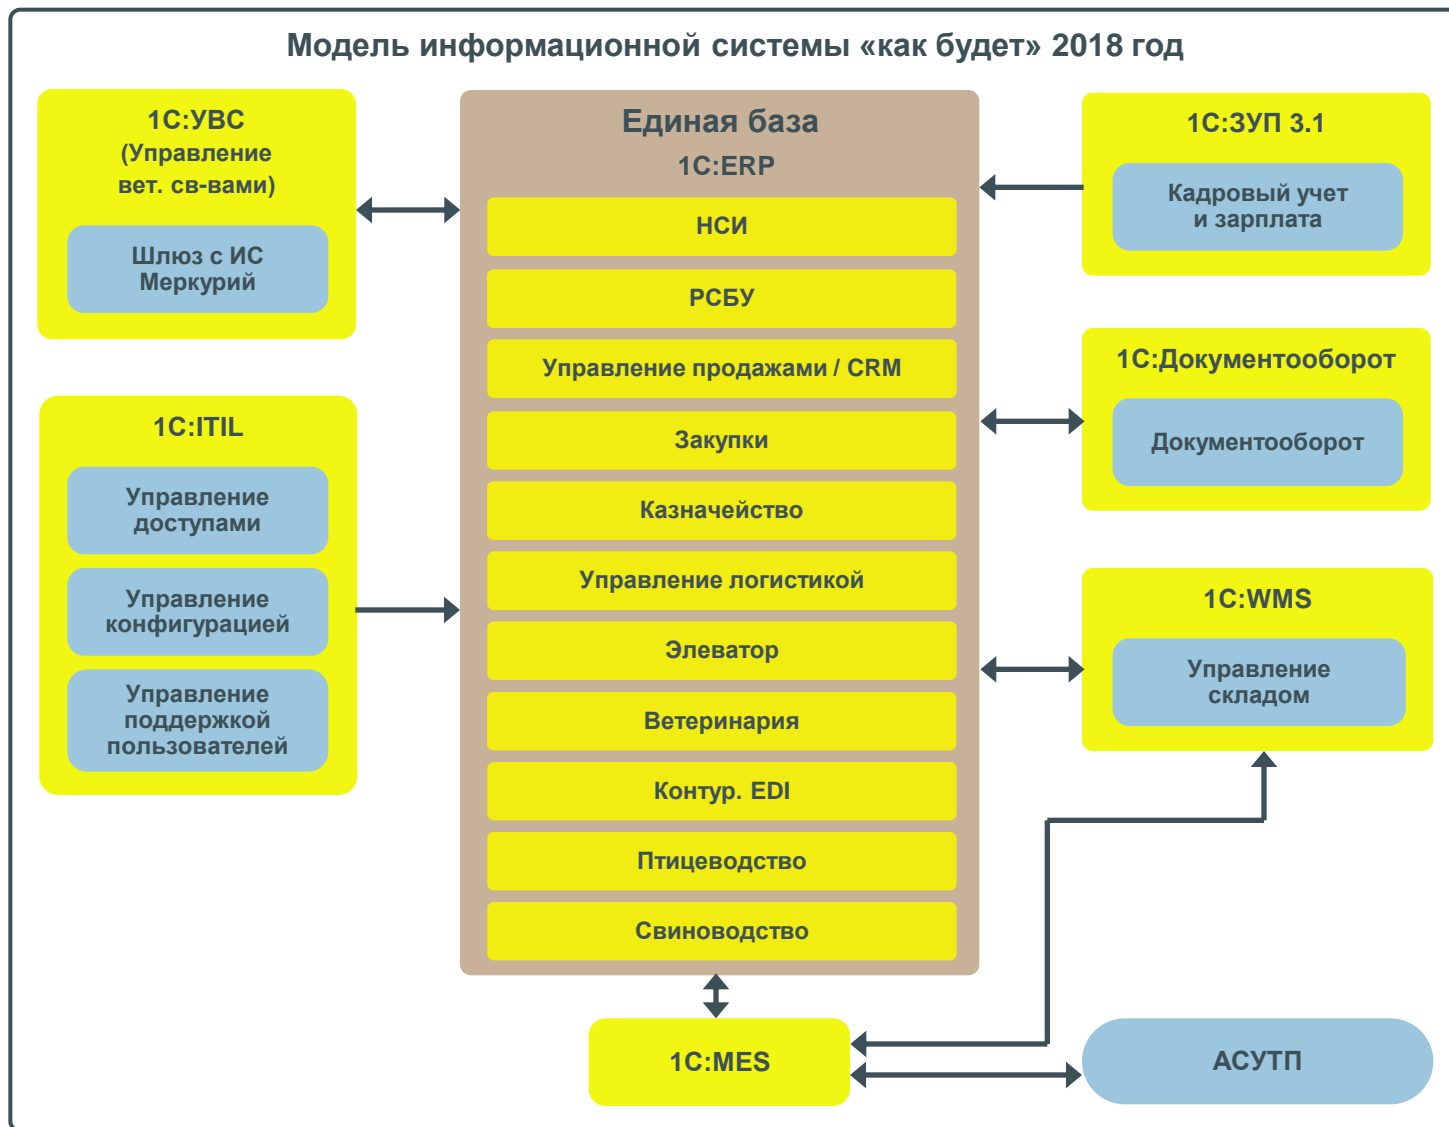 Модель информационной системы «как будет» 2018 год
1С:УВС
(Управление
вет. св-вами)
Шлюз с ИС
Меркурий
1С:ITIL
Управление
доступами
Управление
конфигурацией
Управление
поддержкой
пользователей
Единая база
1С:ERP
НСИ
РСБУ
Управление продажами / CRM
Закупки
Казначейство
Управление логистикой
Элеватор
Ветеринария
Контур. EDI
Птицеводство
Свиноводство
1С:MES
1С:ЗУП 3.1
Кадровый учет
и зарплата
1С:Документооборот
Документооборот
1С:WMS
Управление
складом
АСУТП